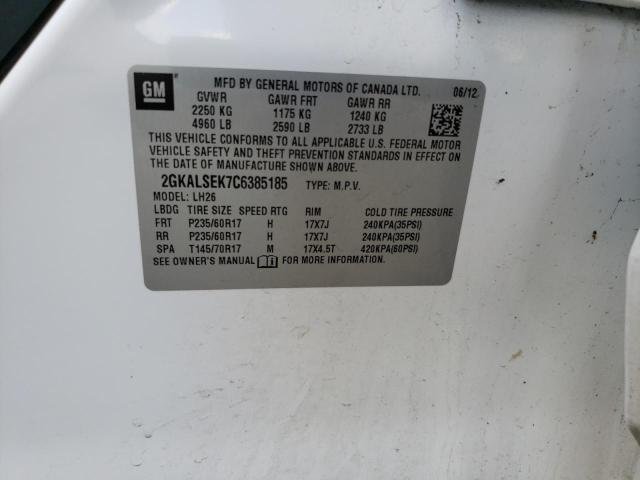 GM
MFD BY GENERAL MOTORS OF CANADA LTD. 06/12
GVWR GAWR FRT GAWR RR
2250 KG 1175 KG 1240 KG
4960 LB 2590 LB 2733 LB
THIS VEHICLE CONFORMS TO ALL APPLICABLE U.S. FEDERAL MOTOR
VEHICLE SAFETY AND THEFT PREVENTION STANDARDS IN EFFECT ON
THE DATE OF MANUFACTURE SHOWN ABOVE.
2GKALSEK7C6385185 TYPE: M.P.V.
MODEL: LH26
LBDG TIRE SIZE SPEED RTG RIM COLD TIRE PRESSURE
FRT P235/60R17 H 17X7J 240KPA(35PSI)
RR P235/60R17 H 17X7J 240KPA(35PSI)
SPA T145/70R17 M 17X4.5T 420KPA(60PSI)
SEE OWNER'S MANUAL FOR MORE INFORMATION.